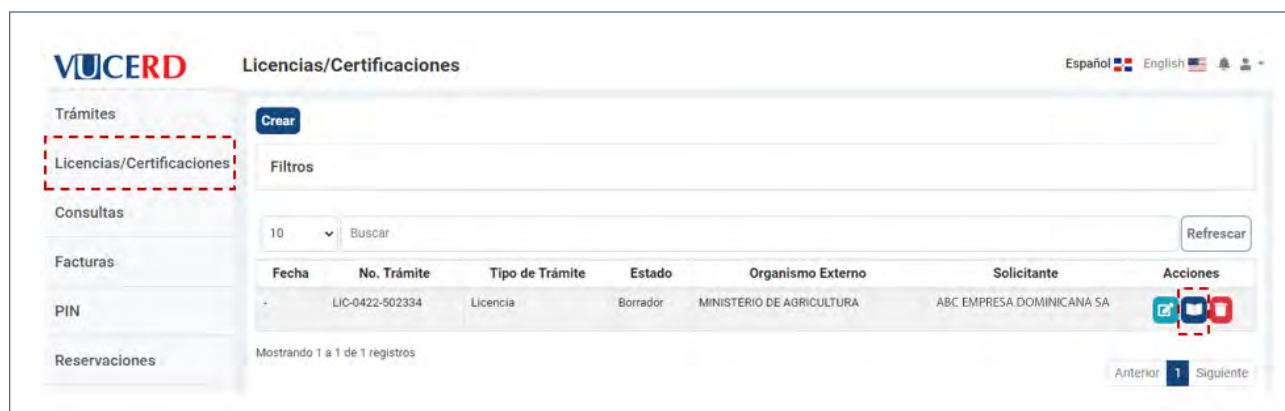 VUCERD
Licencias/Certificaciones
Español English
Trámites
Licencias/Certificaciones
Consultas
Facturas
PIN
Reservaciones
Crear
Filtros
10 Buscar Refrescar
Fecha No. Trámite Tipo de Trámite Estado Organismo Externo Solicitante Acciones
- LIC-0422-502334 Licencia Borrador MINISTERIO DE AGRICULTURA ABC EMPRESA DOMINICANA SA
Mostrando 1 a 1 de 1 registros
Anterior 1 Siguiente